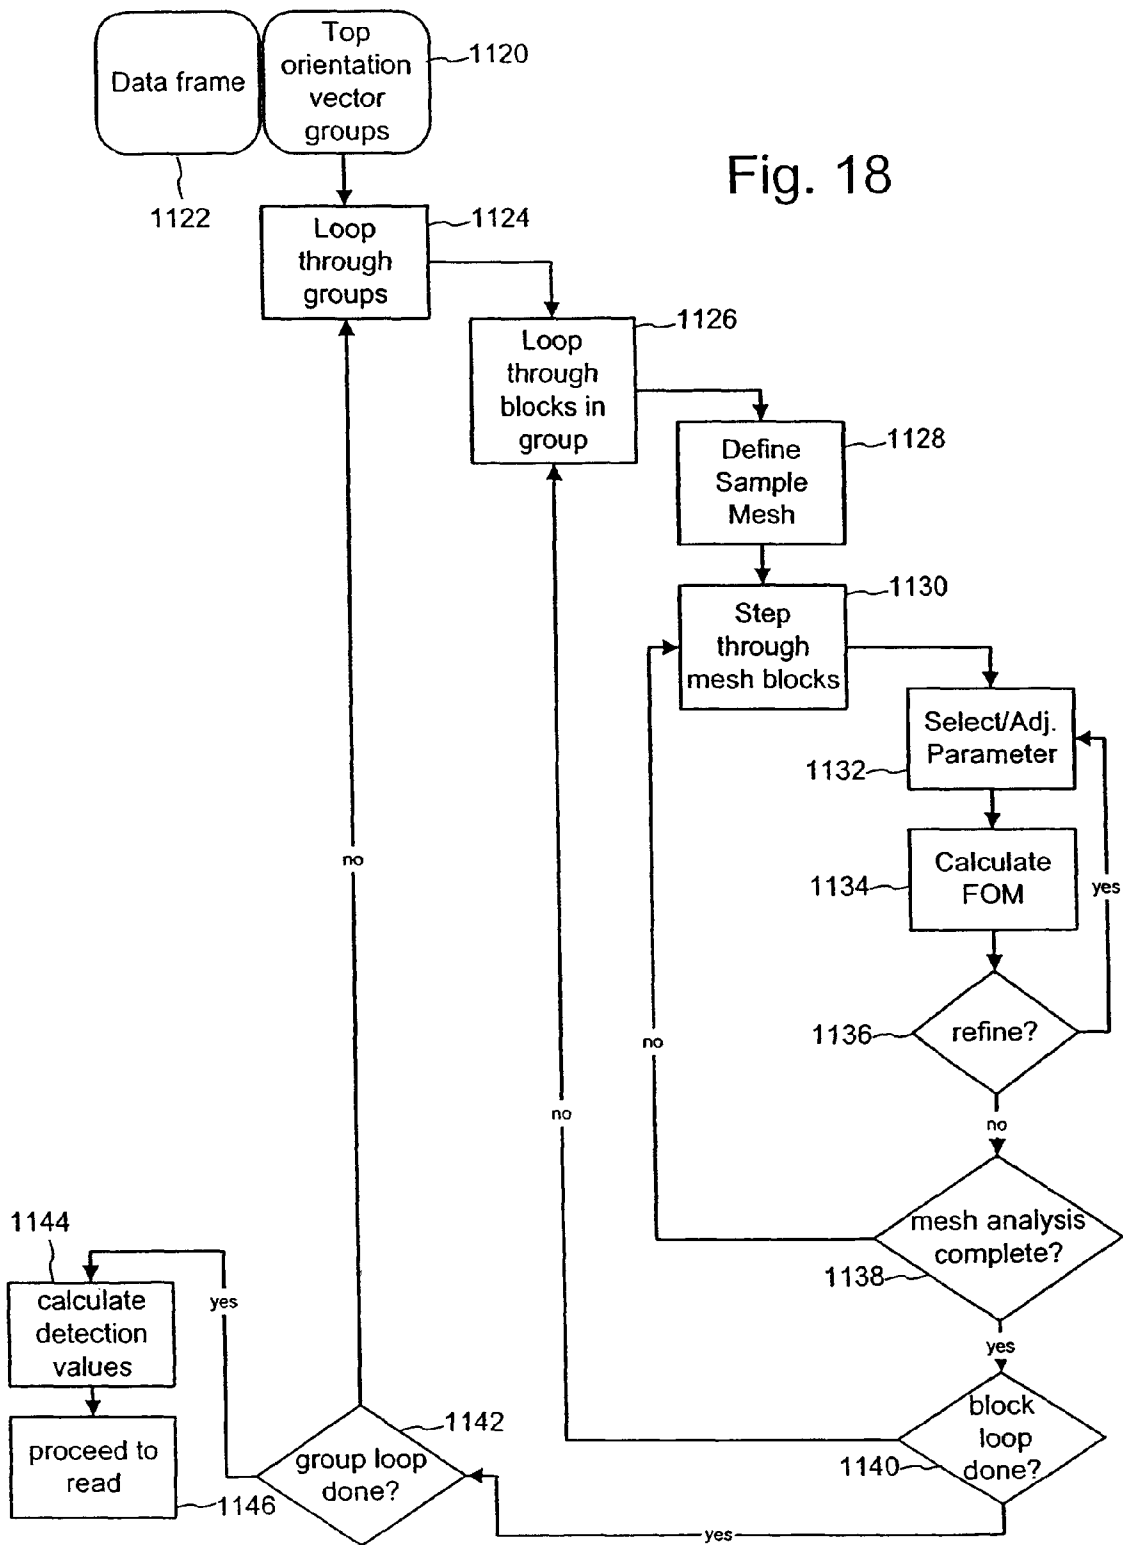 Data frame
Top
orientation
vector
groups
1120
1122
Fig. 18
Loop
through
groups
1124
Loop
through
blocks in
group
1126
Define
Sample
Mesh
1128
Step
through
mesh blocks
1130
Select/Adj.
Parameter
1132
Calculate
FOM
1134
yes
refine?
1136
no
no
no
no
mesh analysis
complete?
1138
yes
block
loop
done?
1140
yes
group loop
done?
1142
yes
1144
calculate
detection
values
proceed to
read
1146